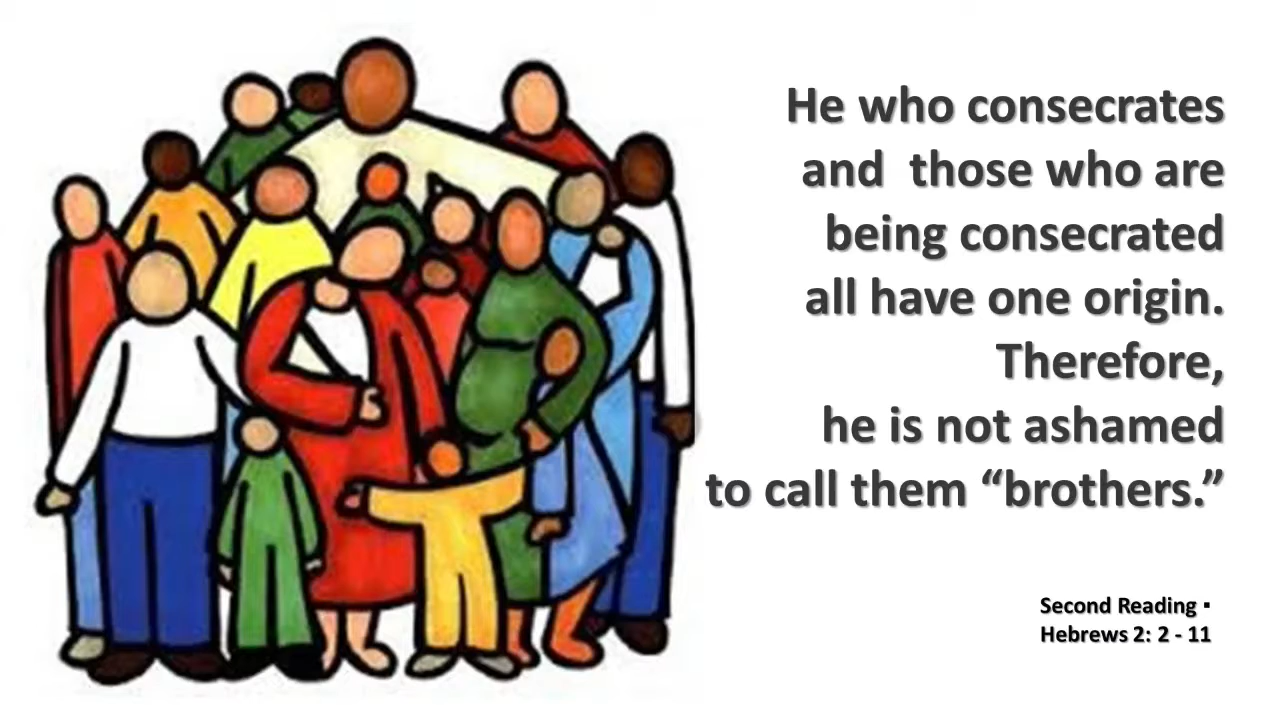 He who consecrates
and  those who are
being consecrated
all have one origin.
Therefore,
he is not ashamed
to call them “brothers.”
Second Reading ▪
Hebrews 2: 2 - 11